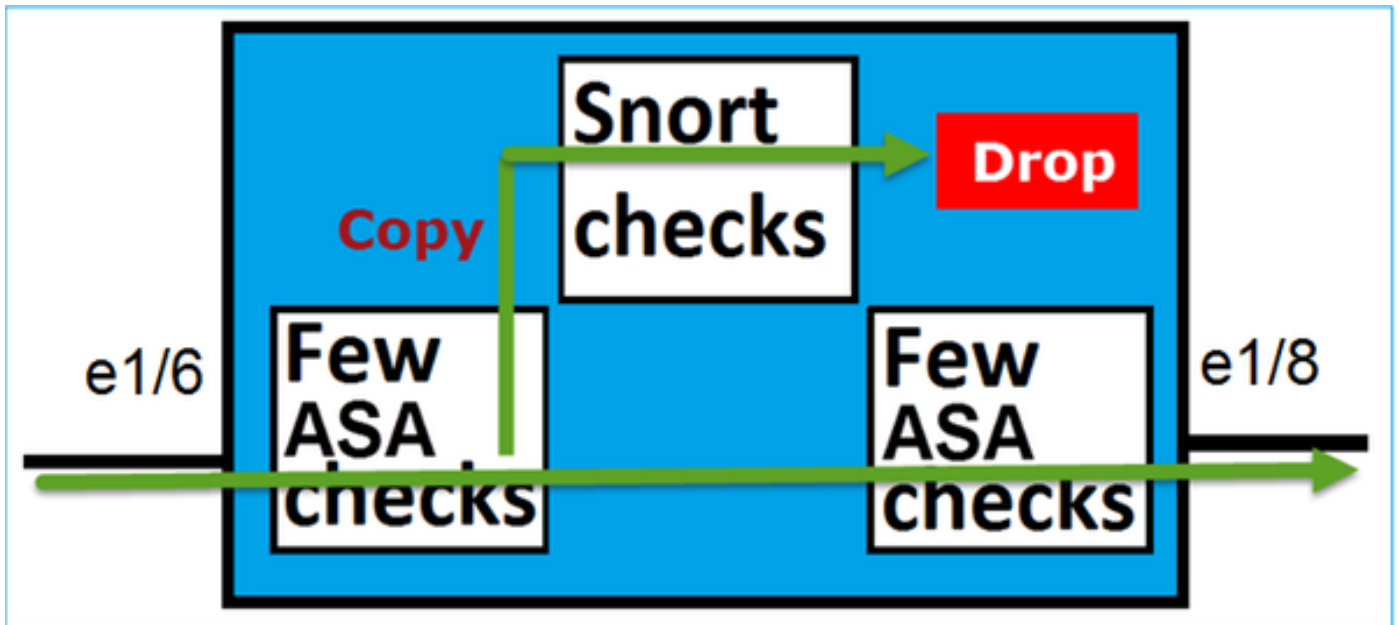 Snort
checks
Drop
Copy
e1/6
Few
ASA
checks
Few
ASA
checks
e1/8